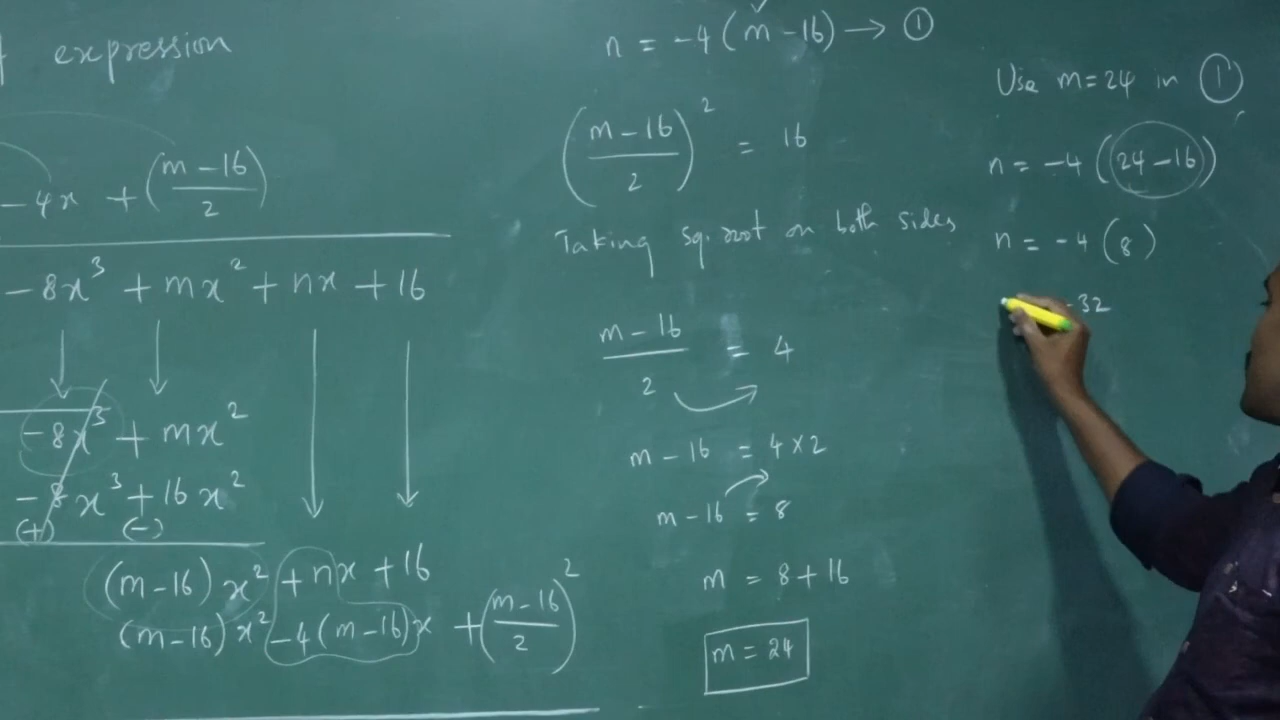 expression
-4x + ((m-16)/2)
-8x³ + mx² + nx + 16
-8x³ + mx²
-8x³ + 16x²
(+) (-)
(m-16)x² + nx + 16
(m-16)x² -4(m-16)x + ((m-16)/2)²
n = -4(m-16) → ①
((m-16)/2)² = 16
Taking sq. root on both sides
(m-16)/2 = 4
m-16 = 4×2
m-16 = 8
m = 8+16
m = 24
Use m=24 in ①
n = -4(24-16)
n = -4(8)
-32